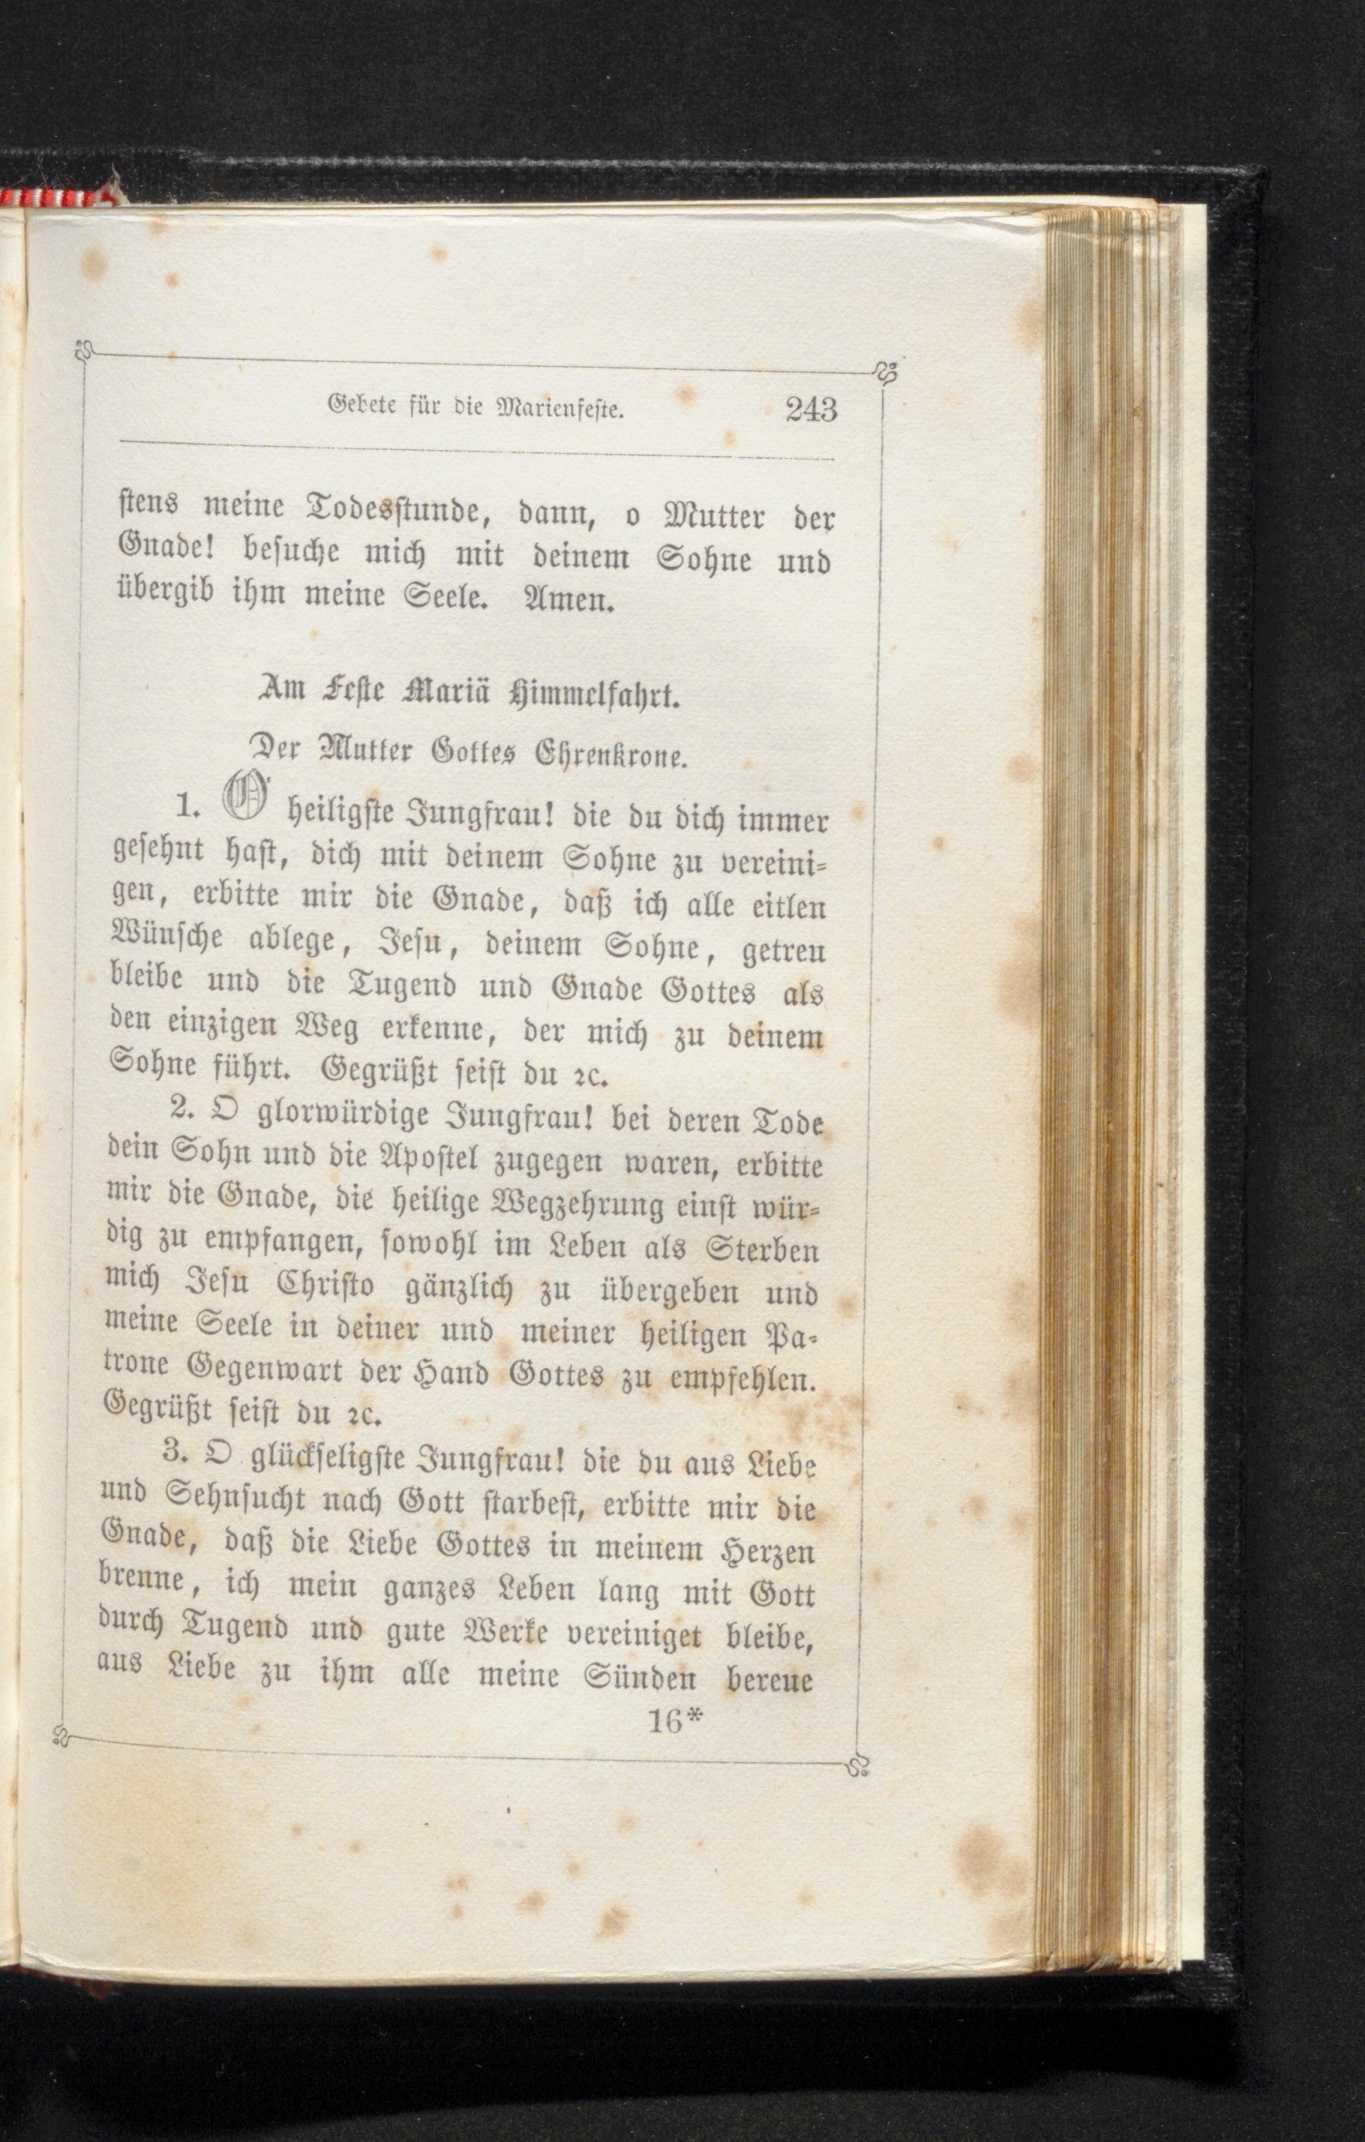 Gebete für die Marienfeste. 243
stens meine Todesstunde, dann, o Mutter der
Gnade! besuche mich mit deinem Sohne und
übergib ihm meine Seele. Amen.
Am Feste Mariä Himmelfahrt.
Der Mutter Gottes Ehrenkrone.
1. O heiligste Jungfrau! die du dich immer
gesehnt hast, dich mit deinem Sohne zu vereini-
gen, erbitte mir die Gnade, daß ich alle eitlen
Wünsche ablege, Jesu, deinem Sohne, getreu
bleibe und die Tugend und Gnade Gottes als
den einzigen Weg erkenne, der mich zu deinem
Sohne führt. Gegrüßt seist du ꝛc.
2. O glorwürdige Jungfrau! bei deren Tode
dein Sohn und die Apostel zugegen waren, erbitte
mir die Gnade, die heilige Wegzehrung einst wür-
dig zu empfangen, sowohl im Leben als Sterben
mich Jesu Christo gänzlich zu übergeben und
meine Seele in deiner und meiner heiligen Pa-
trone Gegenwart der Hand Gottes zu empfehlen.
Gegrüßt seist du ꝛc.
3. O glückseligste Jungfrau! die du aus Liebe
und Sehnsucht nach Gott starbest, erbitte mir die
Gnade, daß die Liebe Gottes in meinem Herzen
brenne, ich mein ganzes Leben lang mit Gott
durch Tugend und gute Werke vereiniget bleibe,
aus Liebe zu ihm alle meine Sünden bereue
16*